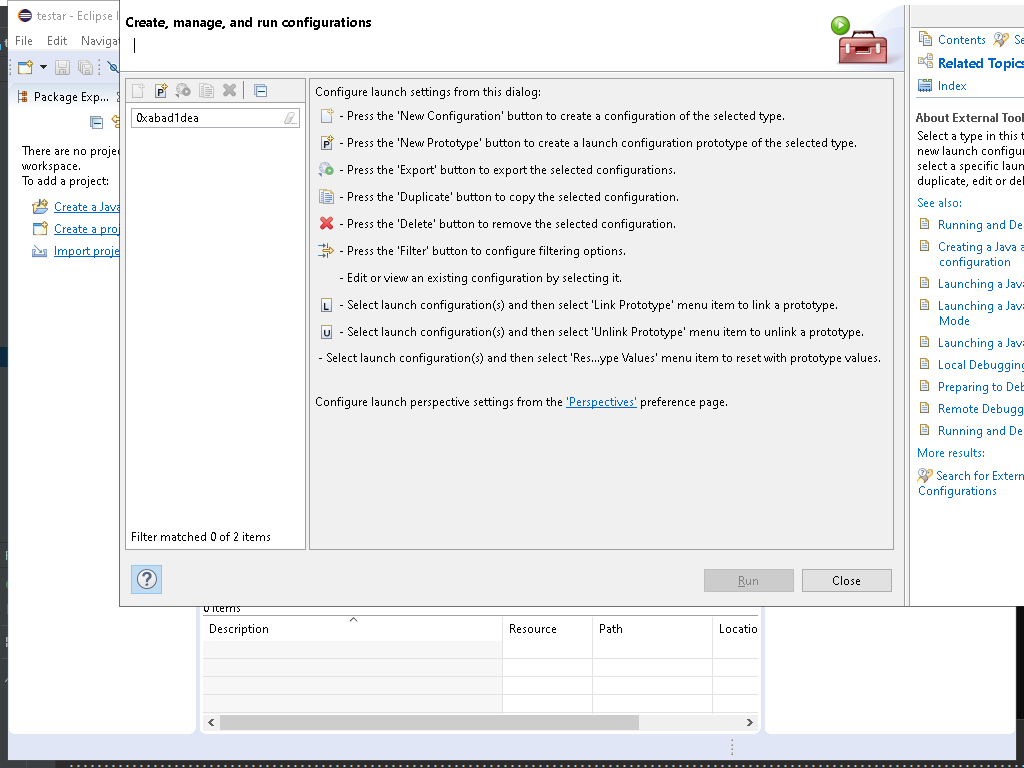 testar - Eclipse I
File Edit Naviga
Package Exp...
There are no proje
workspace.
To add a project:
Create a Java
Create a proj
Import proje
Create, manage, and run configurations
0xabad1dea
Filter matched 0 of 2 items
Configure launch settings from this dialog:
- Press the 'New Configuration' button to create a configuration of the selected type.
P - Press the 'New Prototype' button to create a launch configuration prototype of the selected type.
- Press the 'Export' button to export the selected configurations.
- Press the 'Duplicate' button to copy the selected configuration.
- Press the 'Delete' button to remove the selected configuration.
- Press the 'Filter' button to configure filtering options.
- Edit or view an existing configuration by selecting it.
L - Select launch configuration(s) and then select 'Link Prototype' menu item to link a prototype.
U - Select launch configuration(s) and then select 'Unlink Prototype' menu item to unlink a prototype.
- Select launch configuration(s) and then select 'Res...ype Values' menu item to reset with prototype values.
Configure launch perspective settings from the 'Perspectives' preference page.
? Run Close
Contents Se
Related Topics
Index
About External Tool
Select a type in this t
new launch configur
select a specific laun
duplicate, edit or del
See also:
Running and De
Creating a Java a
configuration
Launching a Java
Launching a Java
Mode
Launching a Java
Local Debugging
Preparing to Deb
Remote Debugg
Running and De
More results:
Search for Extern
Configurations
0 items
Description Resource Path Locatio